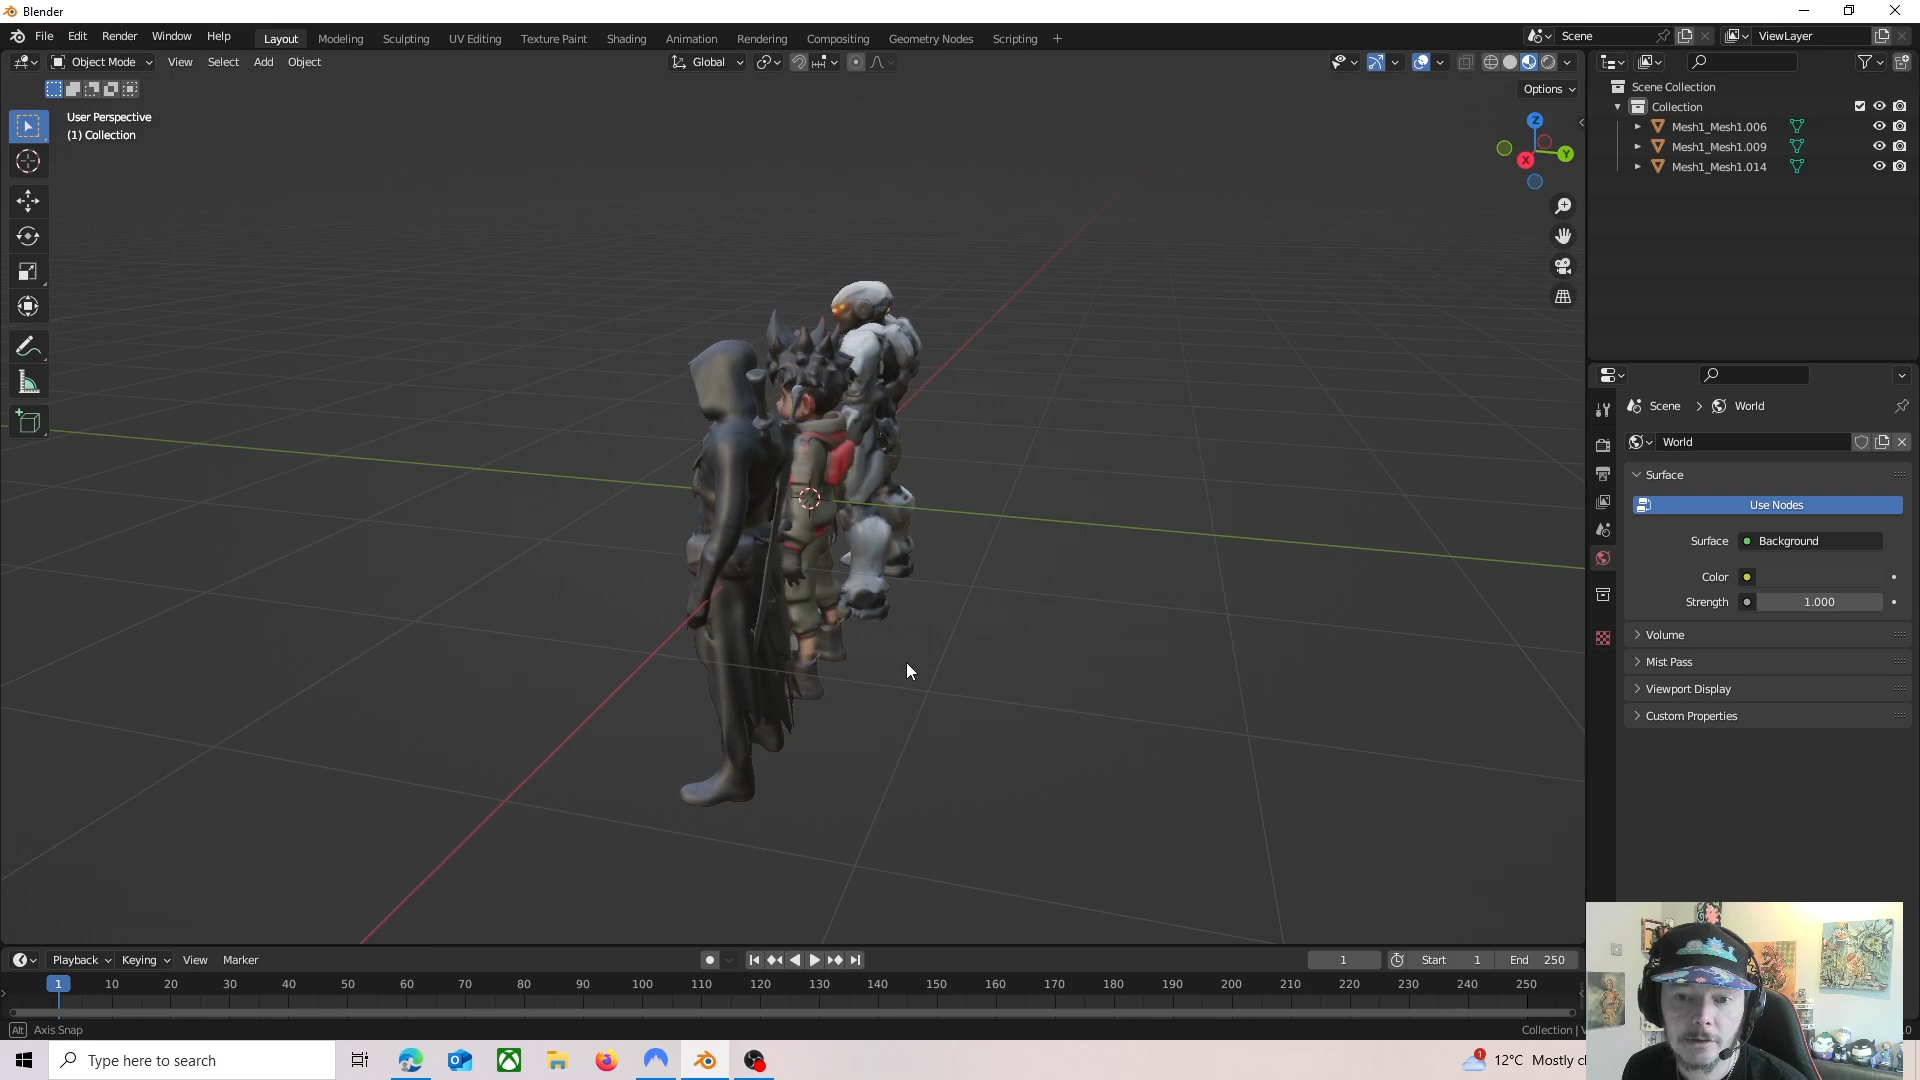 Blender
File Edit Render Window Help
Layout Modeling Sculpting UV Editing Texture Paint Shading Animation Rendering Compositing Geometry Nodes Scripting +
Scene
ViewLayer
Object Mode View Select Add Object
Global
Options
User Perspective
(1) Collection
Z
Y
X
Scene Collection
Collection
Mesh1_Mesh1.006
Mesh1_Mesh1.009
Mesh1_Mesh1.014
Scene > World
World
Surface
Use Nodes
Surface Background
Color
Strength 1.000
Volume
Mist Pass
Viewport Display
Custom Properties
Playback Keying View Marker
1
Start 1
End 250
1 10 20 30 40 50 60 70 80 90 100 110 120 130 140 150 160 170 180 190 200 210 220 230 240 250
Alt Axis Snap
Collection |
Type here to search
1
12°C Mostly